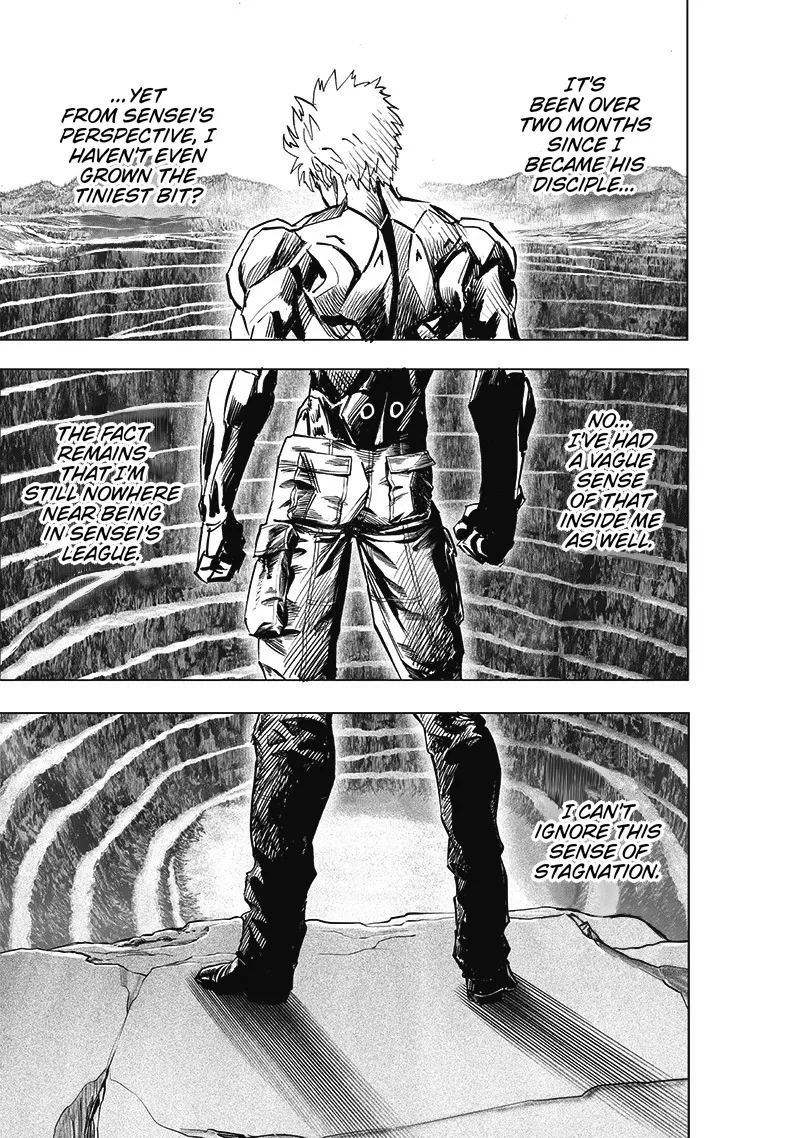 IT'S
BEEN OVER
TWO MONTHS
SINCE I
BECAME HIS
DISCIPLE...
...YET
FROM SENSEI'S
PERSPECTIVE, I
HAVEN'T EVEN
GROWN THE
TINIEST BIT?
NO...
I'VE HAD
A VAGUE
SENSE
OF THAT
INSIDE ME
AS WELL.
THE FACT
REMAINS
THAT I'M
STILL NOWHERE
NEAR BEING
IN SENSEI'S
LEAGUE.
I CAN'T
IGNORE THIS
SENSE OF
STAGNATION.